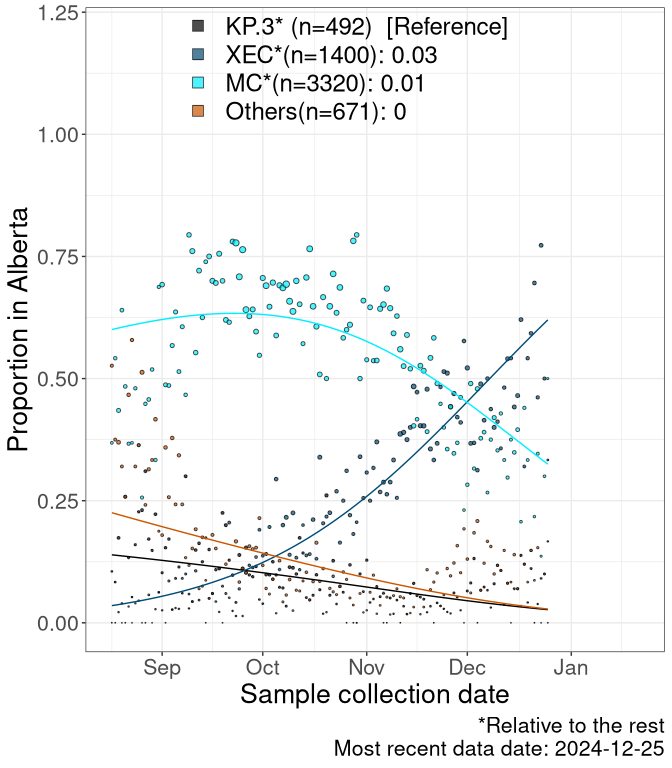 KP.3* (n=492)  [Reference]
XEC*(n=1400): 0.03
MC*(n=3320): 0.01
Others(n=671): 0
1.25
1.00
0.75
0.50
0.25
0.00
Proportion in Alberta
Sep Oct Nov Dec Jan
Sample collection date
*Relative to the rest
Most recent data date: 2024-12-25